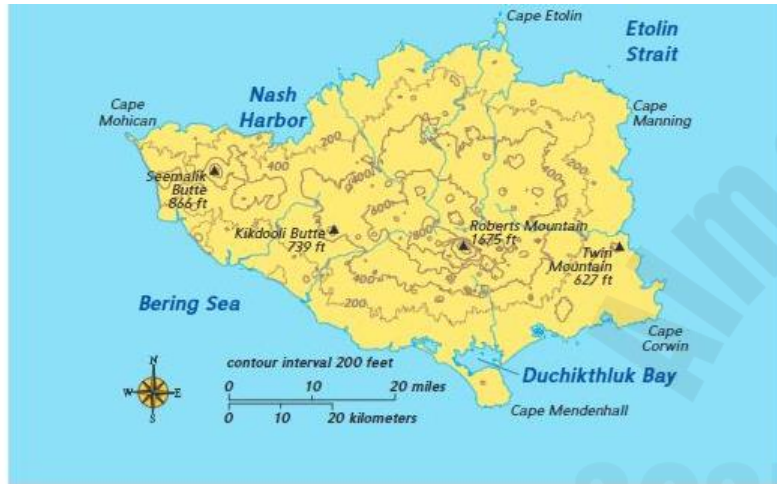 Cape Etolin
Etolin
Strait
Nash
Harbor
Cape
Mohican
Cape
Manning
200
400
200
400
400
Seemalik
Butte
866 ft
600
800
Roberts Mountain
1675 ft
Kikdooli Butte
739 ft
Twin
Mountain
627 ft
400
200
Bering Sea
Cape
Corwin
N
W
E
S
contour interval 200 feet
0 10 20 miles
0 10 20 kilometers
Duchikthluk Bay
Cape Mendenhall